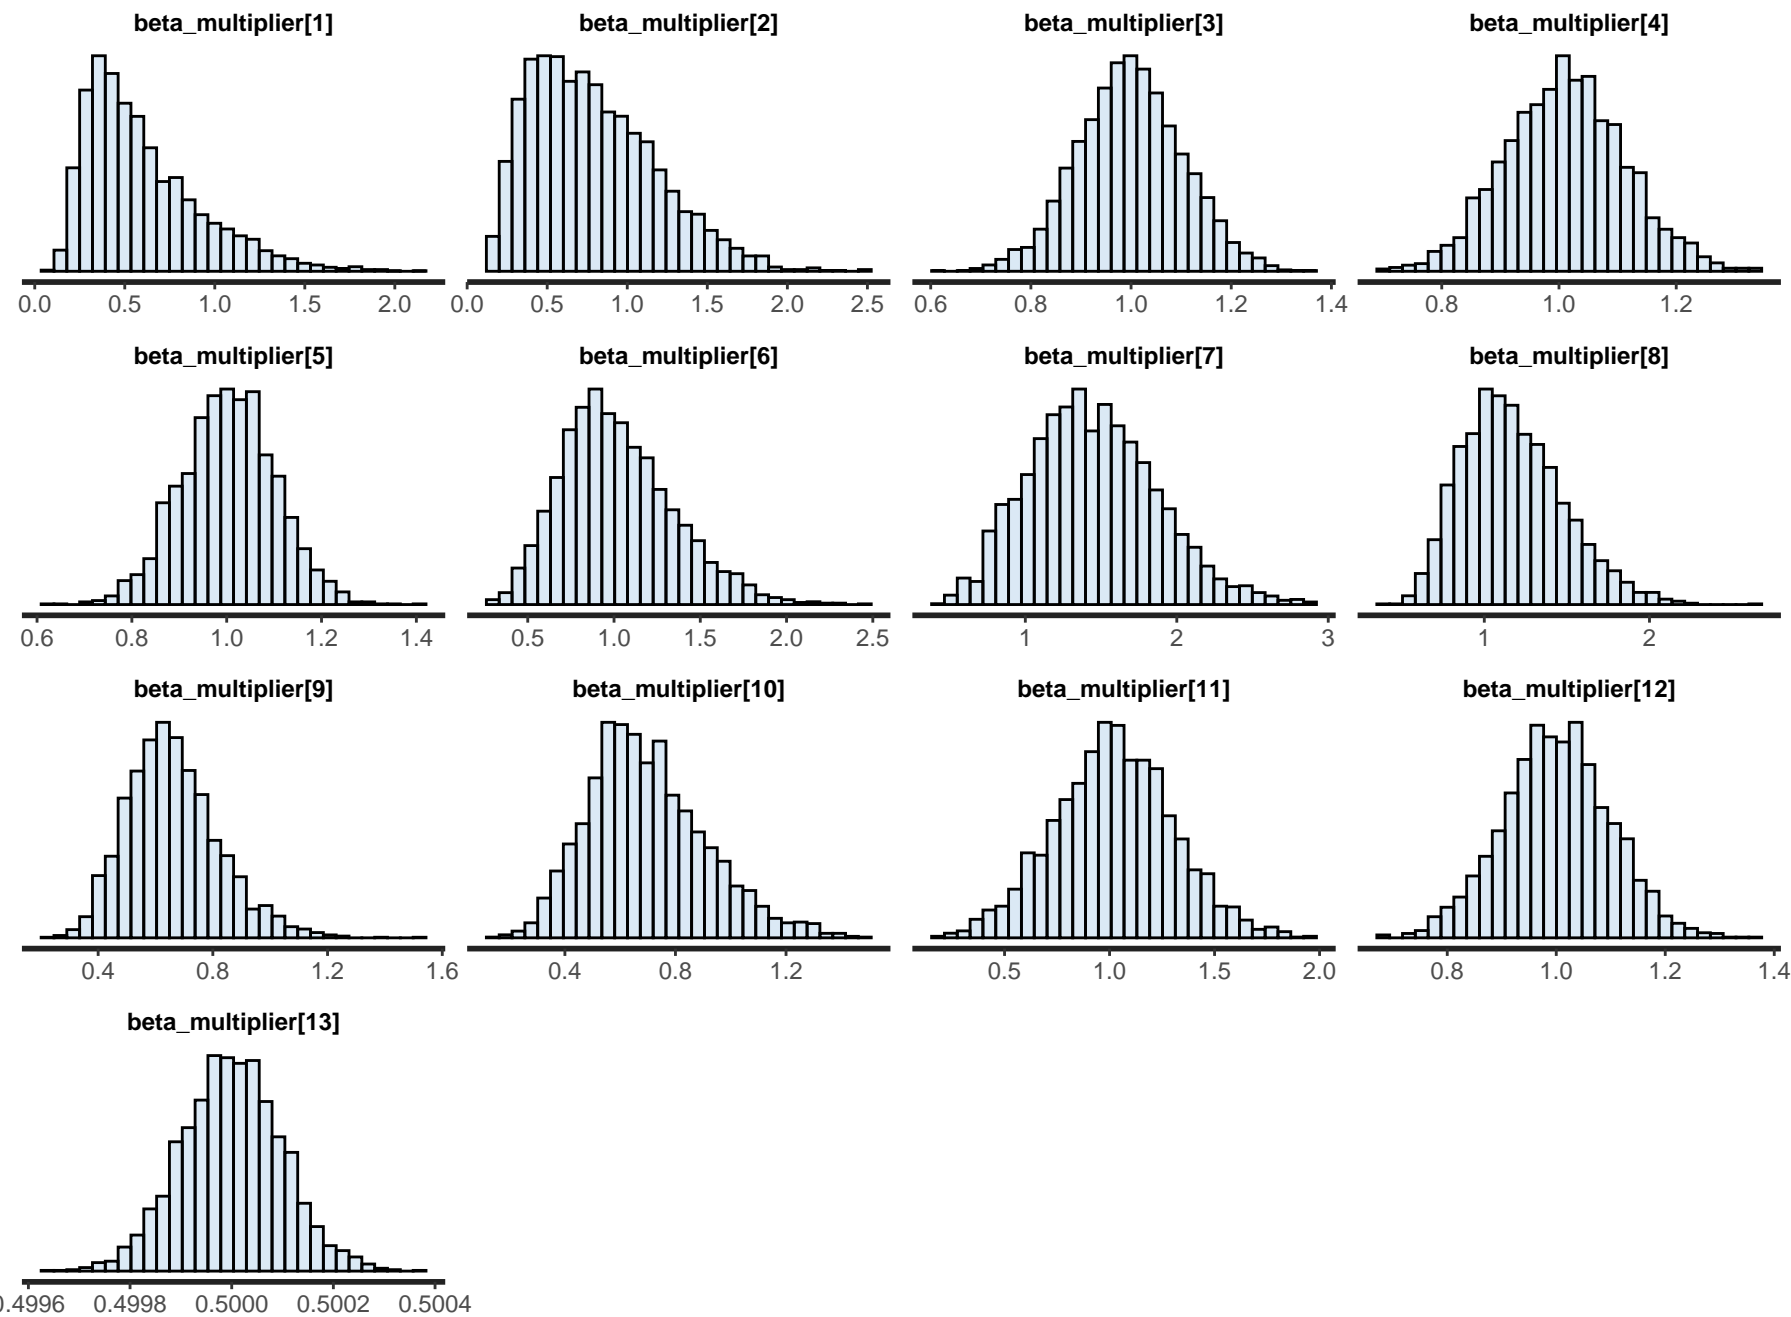 beta_multiplier[1] beta_multiplier[2] beta_multiplier[3] beta_multiplier[4]
0.0 0.5 1.0 1.5 2.0 0.0 0.5 1.0 1.5 2.0 2.5 0.6 0.8 1.0 1.2 1.4 0.8 1.0 1.2
beta_multiplier[5] beta_multiplier[6] beta_multiplier[7] beta_multiplier[8]
0.6 0.8 1.0 1.2 1.4 0.5 1.0 1.5 2.0 2.5 1 2 3 1 2
beta_multiplier[9] beta_multiplier[10] beta_multiplier[11] beta_multiplier[12]
0.4 0.8 1.2 1.6 0.4 0.8 1.2 0.5 1.0 1.5 2.0 0.8 1.0 1.2 1.4
beta_multiplier[13]
0.4996 0.4998 0.5000 0.5002 0.5004